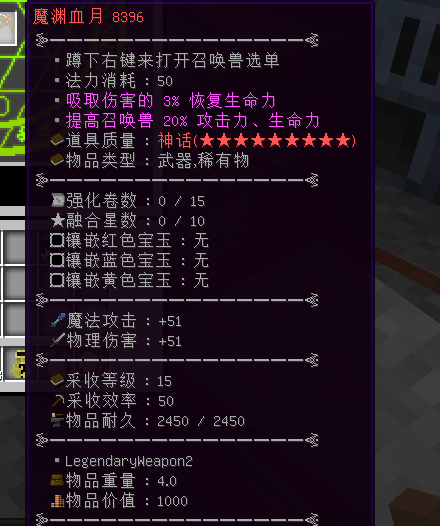 魔渊血月 8396
▪蹲下右键来打开召唤兽选单
▪法力消耗 : 50
▪吸取伤害的 3% 恢复生命力
▪提高召唤兽 20% 攻击力、生命力
道具质量 : 神话(★★★★★★★★★★)
物品类型 : 武器,稀有物
强化卷数 : 0 / 15
★融合星数 : 0 / 10
镶嵌红色宝玉 : 无
镶嵌蓝色宝玉 : 无
镶嵌黄色宝玉 : 无
魔法攻击 : +51
物理伤害 : +51
采收等级 : 15
采收效率 : 50
物品耐久 : 2450 / 2450
▪LegendaryWeapon2
物品重量 : 4.0
物品价值 : 1000